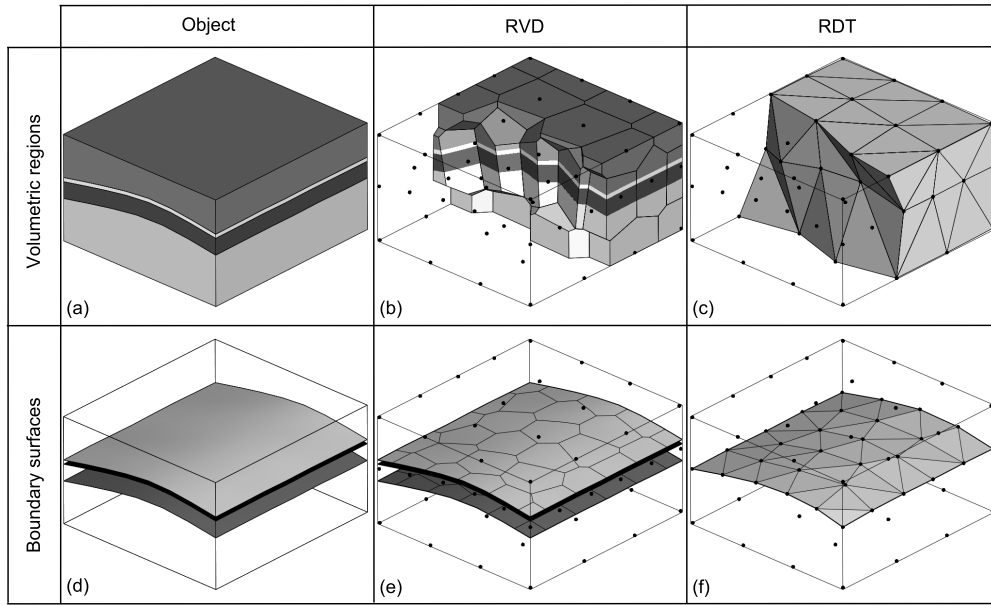 Object
RVD
RDT
Volumetric regions
(a)
(b)
(c)
Boundary surfaces
(d)
(e)
(f)